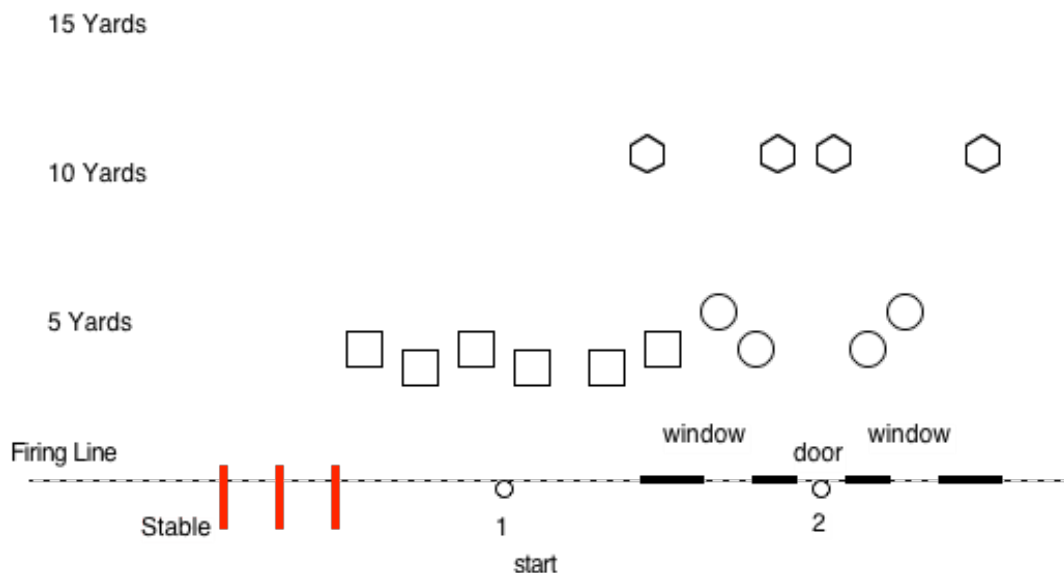 15 Yards
10 Yards
5 Yards
window
window
Firing Line
door
Stable
1
2
start